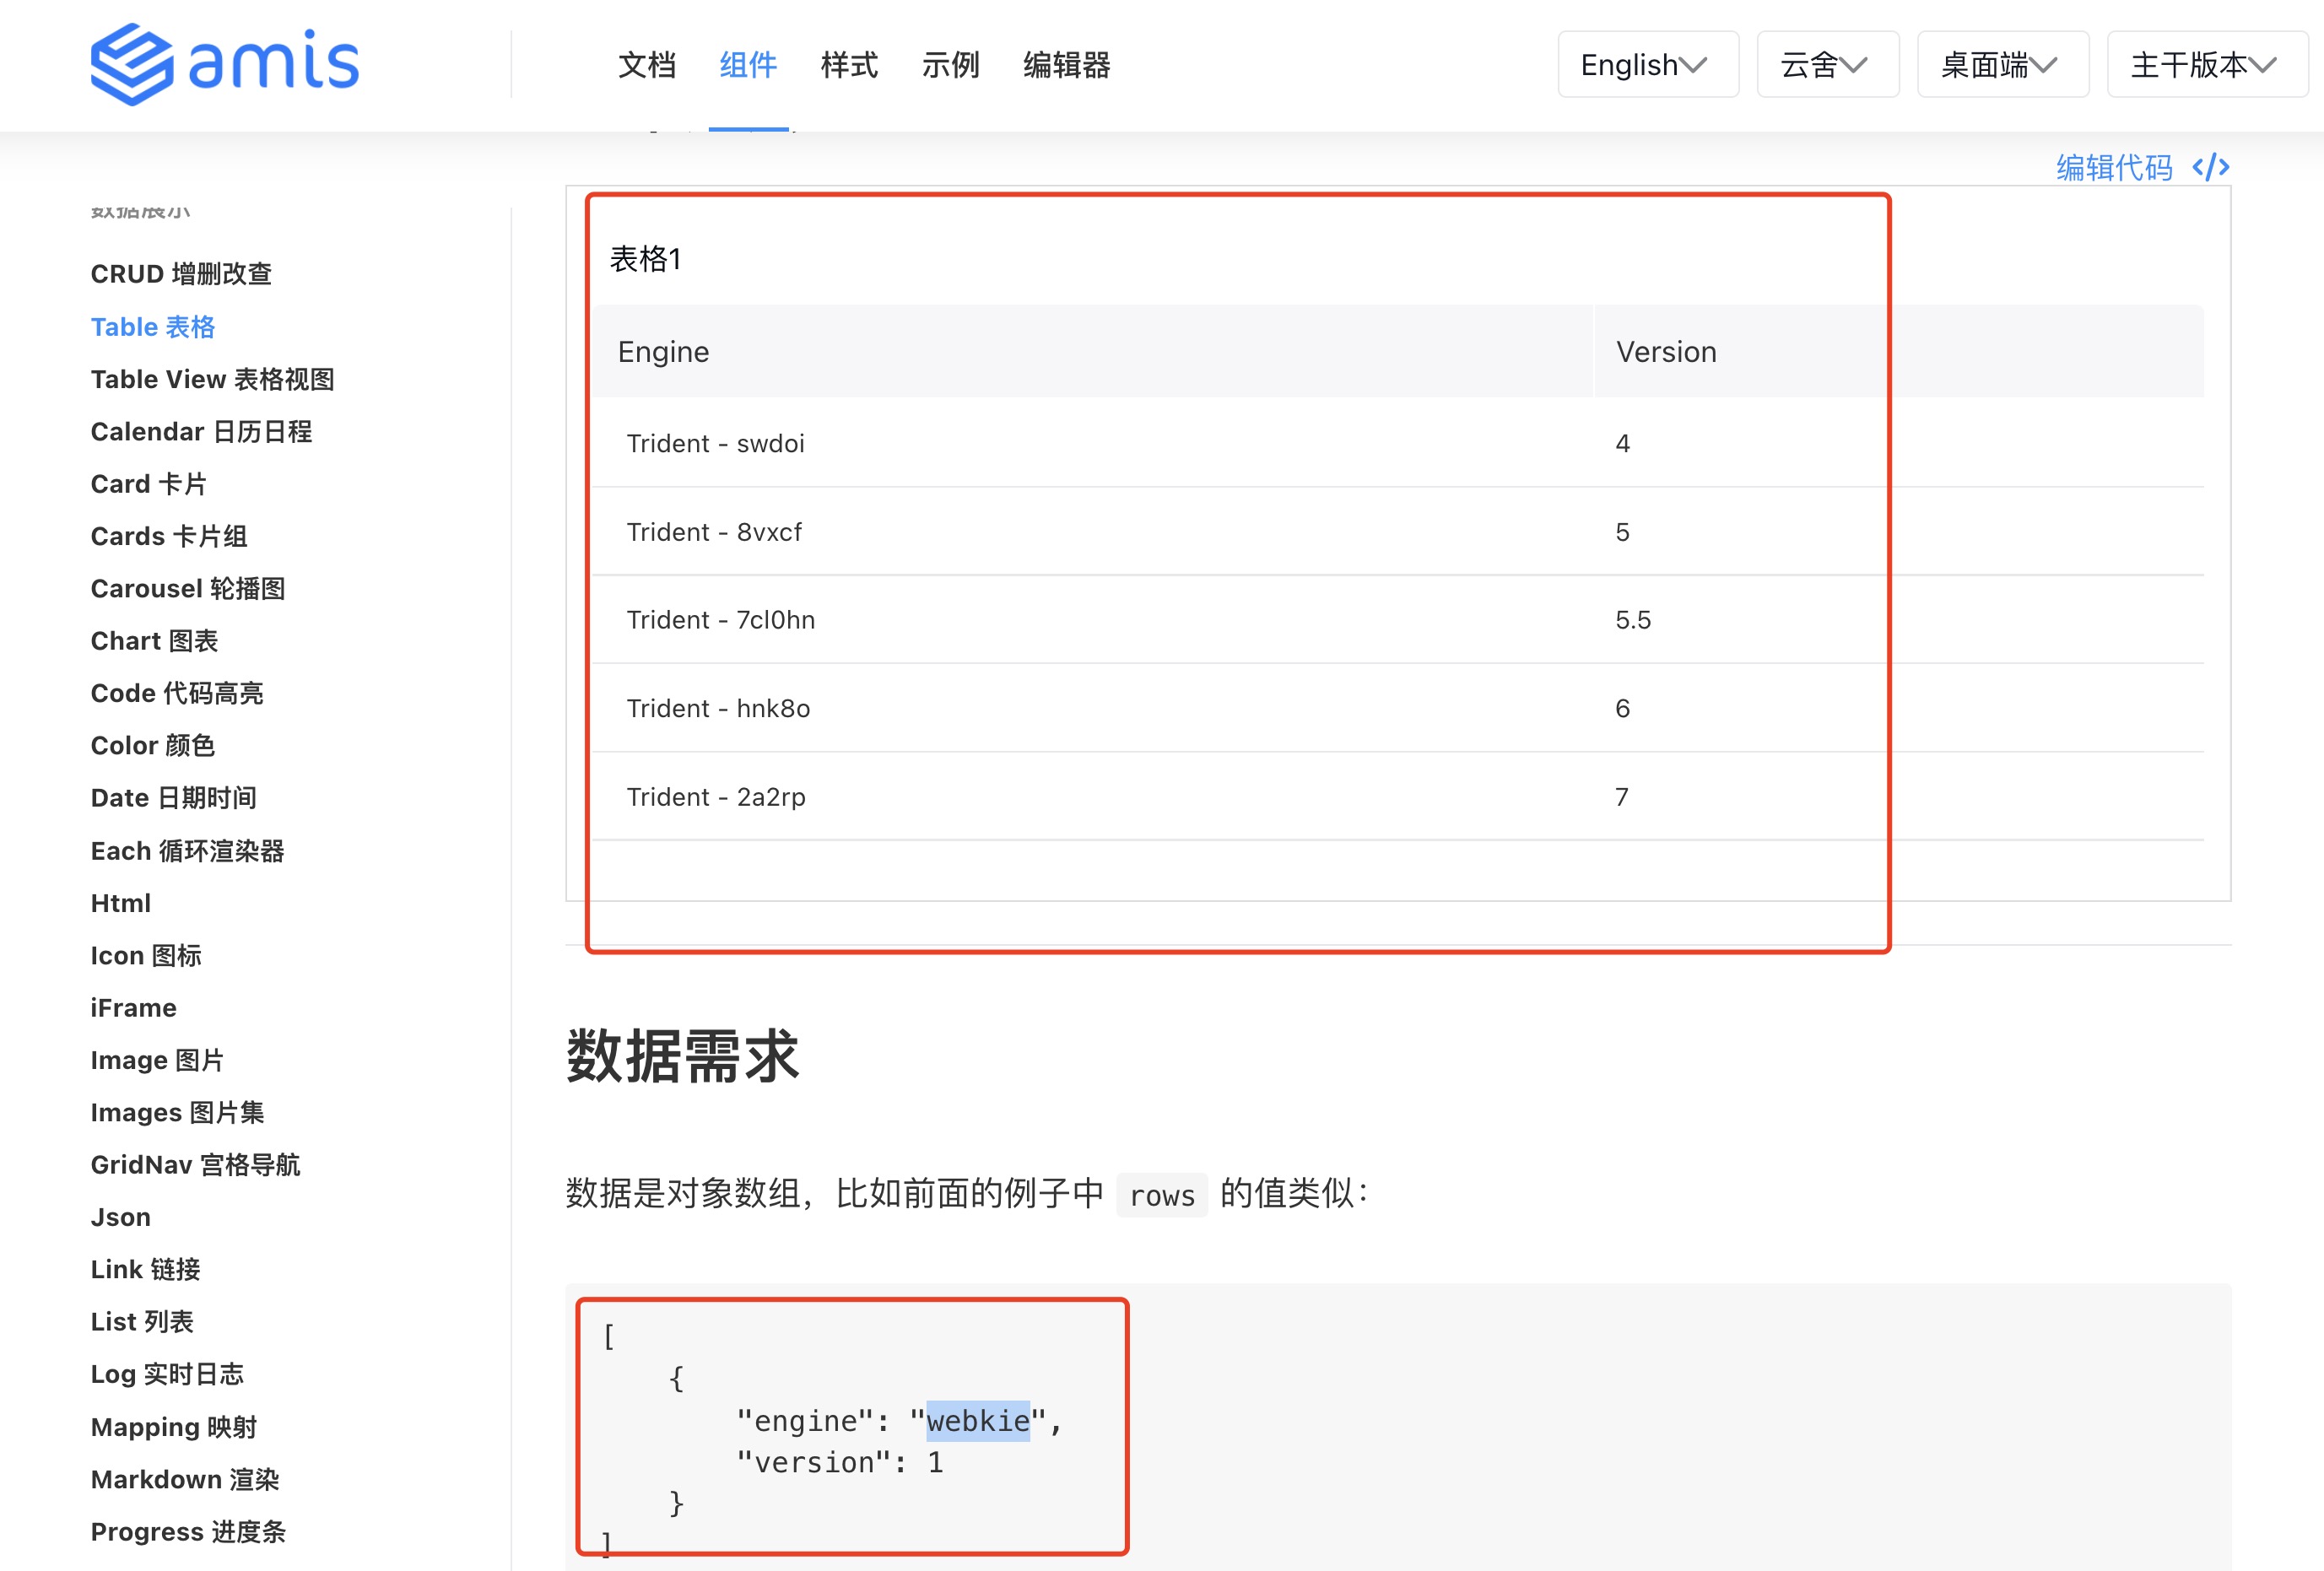 amis
文档 组件 样式 示例 编辑器
English 云舍 桌面端 主干版本
编辑代码 </>
数据展示
CRUD 增删改查
Table 表格
Table View 表格视图
Calendar 日历日程
Card 卡片
Cards 卡片组
Carousel 轮播图
Chart 图表
Code 代码高亮
Color 颜色
Date 日期时间
Each 循环渲染器
Html
Icon 图标
iFrame
Image 图片
Images 图片集
GridNav 宫格导航
Json
Link 链接
List 列表
Log 实时日志
Mapping 映射
Markdown 渲染
Progress 进度条
表格1
Engine Version
Trident - swdoi 4
Trident - 8vxcf 5
Trident - 7cl0hn 5.5
Trident - hnk8o 6
Trident - 2a2rp 7
数据需求
数据是对象数组，比如前面的例子中 rows 的值类似：
[
{
"engine": "webkie",
"version": 1
}
]